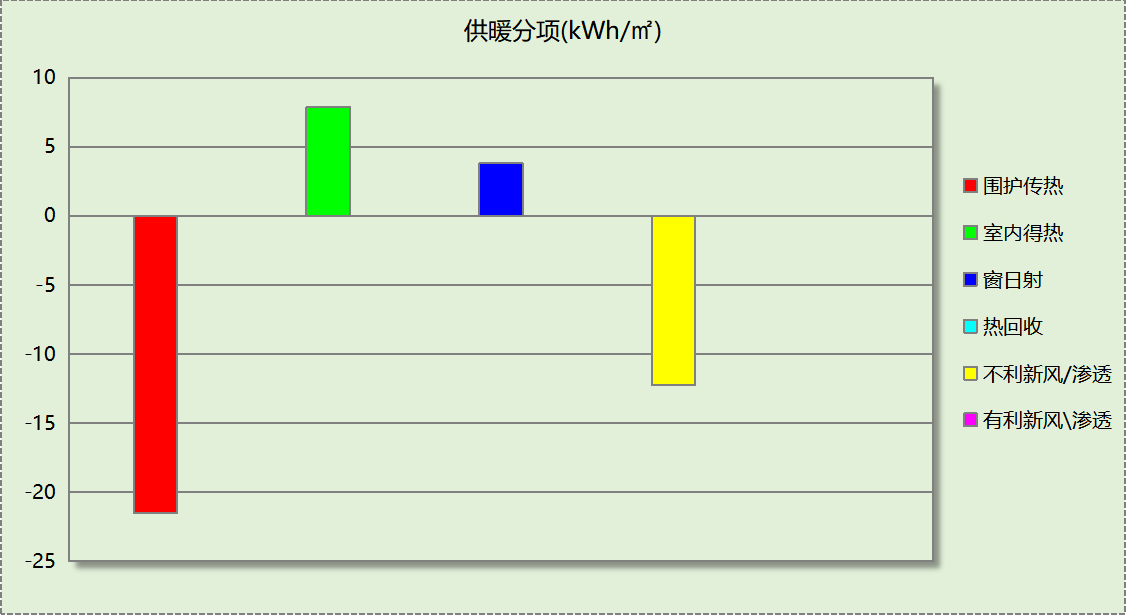 供暖分项(kWh/㎡)
10
5
0
-5
-10
-15
-20
-25
围护传热
室内得热
窗日射
热回收
不利新风/渗透
有利新风\渗透